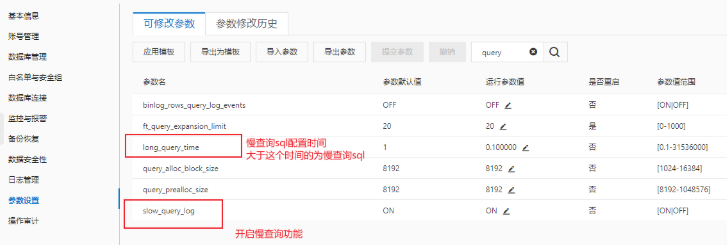 基本信息
账号管理
数据库管理
白名单与安全组
数据库连接
监控与报警
备份恢复
数据安全性
日志管理
参数设置
操作审计
可修改参数 参数修改历史
应用模板 导出为模板 导入参数 导出参数 提交参数 撤销 query
参数名 参数默认值 运行参数值 是否重启 参数值范围
binlog_rows_query_log_events OFF OFF 否 [ON|OFF]
ft_query_expansion_limit 20 20 是 [0-1000]
long_query_time 1 0.100000 否 [0.1-31536000]
慢查询sql配置时间
大于这个时间的为慢查询sql
query_alloc_block_size 8192 8192 否 [1024-16384]
query_prealloc_size 8192 8192 否 [8192-1048576]
slow_query_log ON ON 否 [ON|OFF]
开启慢查询功能